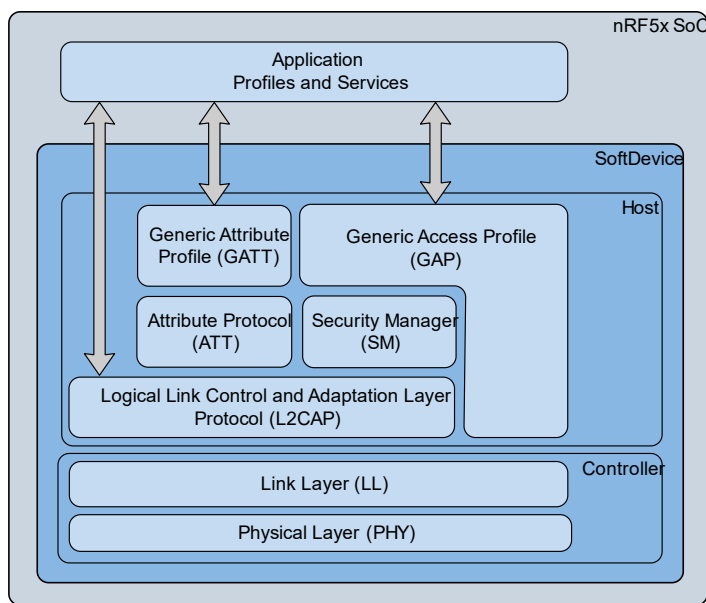 nRF5x SoC
Application
Profiles and Services
SoftDevice
Host
Generic Attribute
Profile (GATT)
Generic Access Profile
(GAP)
Attribute Protocol
(ATT)
Security Manager
(SM)
Logical Link Control and Adaptation Layer
Protocol (L2CAP)
Controller
Link Layer (LL)
Physical Layer (PHY)